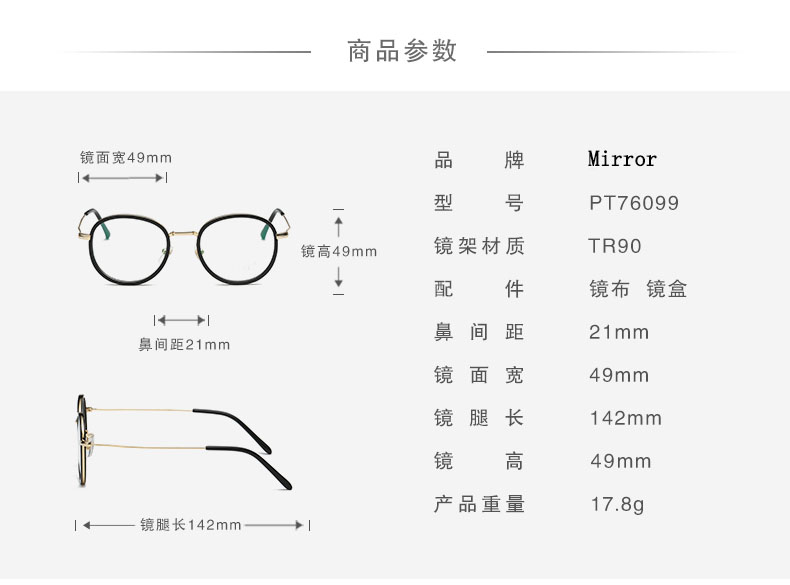 商品参数
镜面宽49mm
镜高49mm
鼻间距21mm
镜腿长142mm
品牌 Mirror
型号 PT76099
镜架材质 TR90
配件 镜布 镜盒
鼻间距 21mm
镜面宽 49mm
镜腿长 142mm
镜高 49mm
产品重量 17.8g